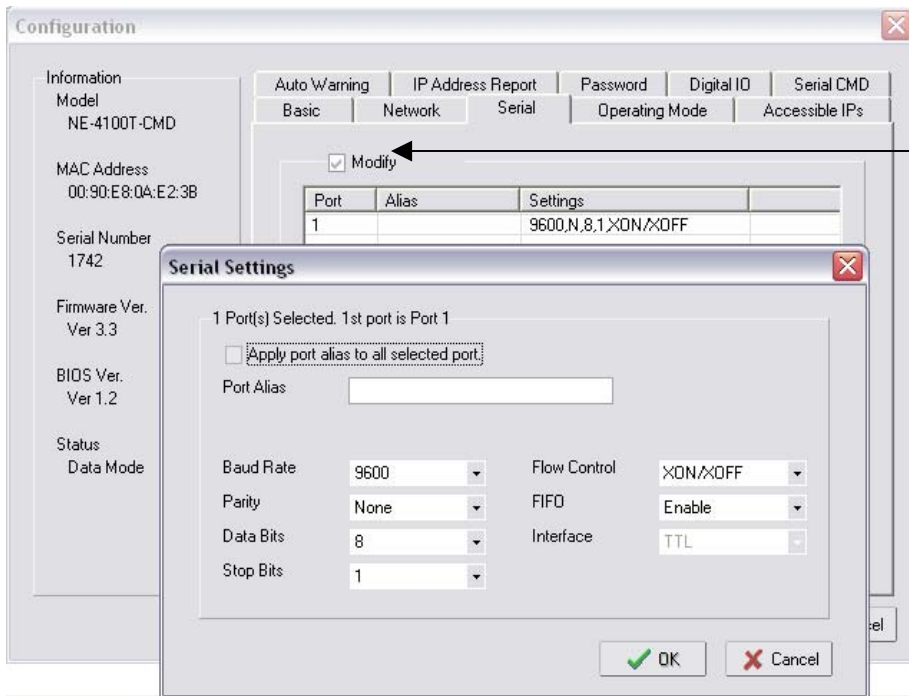 Configuration
Information
Model
NE-4100T-CMD
MAC Address
00:90:E8:0A:E2:3B
Serial Number
1742
Firmware Ver.
Ver 3.3
BIOS Ver.
Ver 1.2
Status
Data Mode
Auto Warning IP Address Report Password Digital IO Serial CMD
Basic Network Serial Operating Mode Accessible IPs
Modify
Port Alias Settings
1 9600,N,8,1,XON/XOFF
Serial Settings
1 Port(s) Selected. 1st port is Port 1
Apply port alias to all selected port.
Port Alias
Baud Rate 9600 Flow Control XON/XOFF
Parity None FIFO Enable
Data Bits 8 Interface TTL
Stop Bits 1
OK Cancel